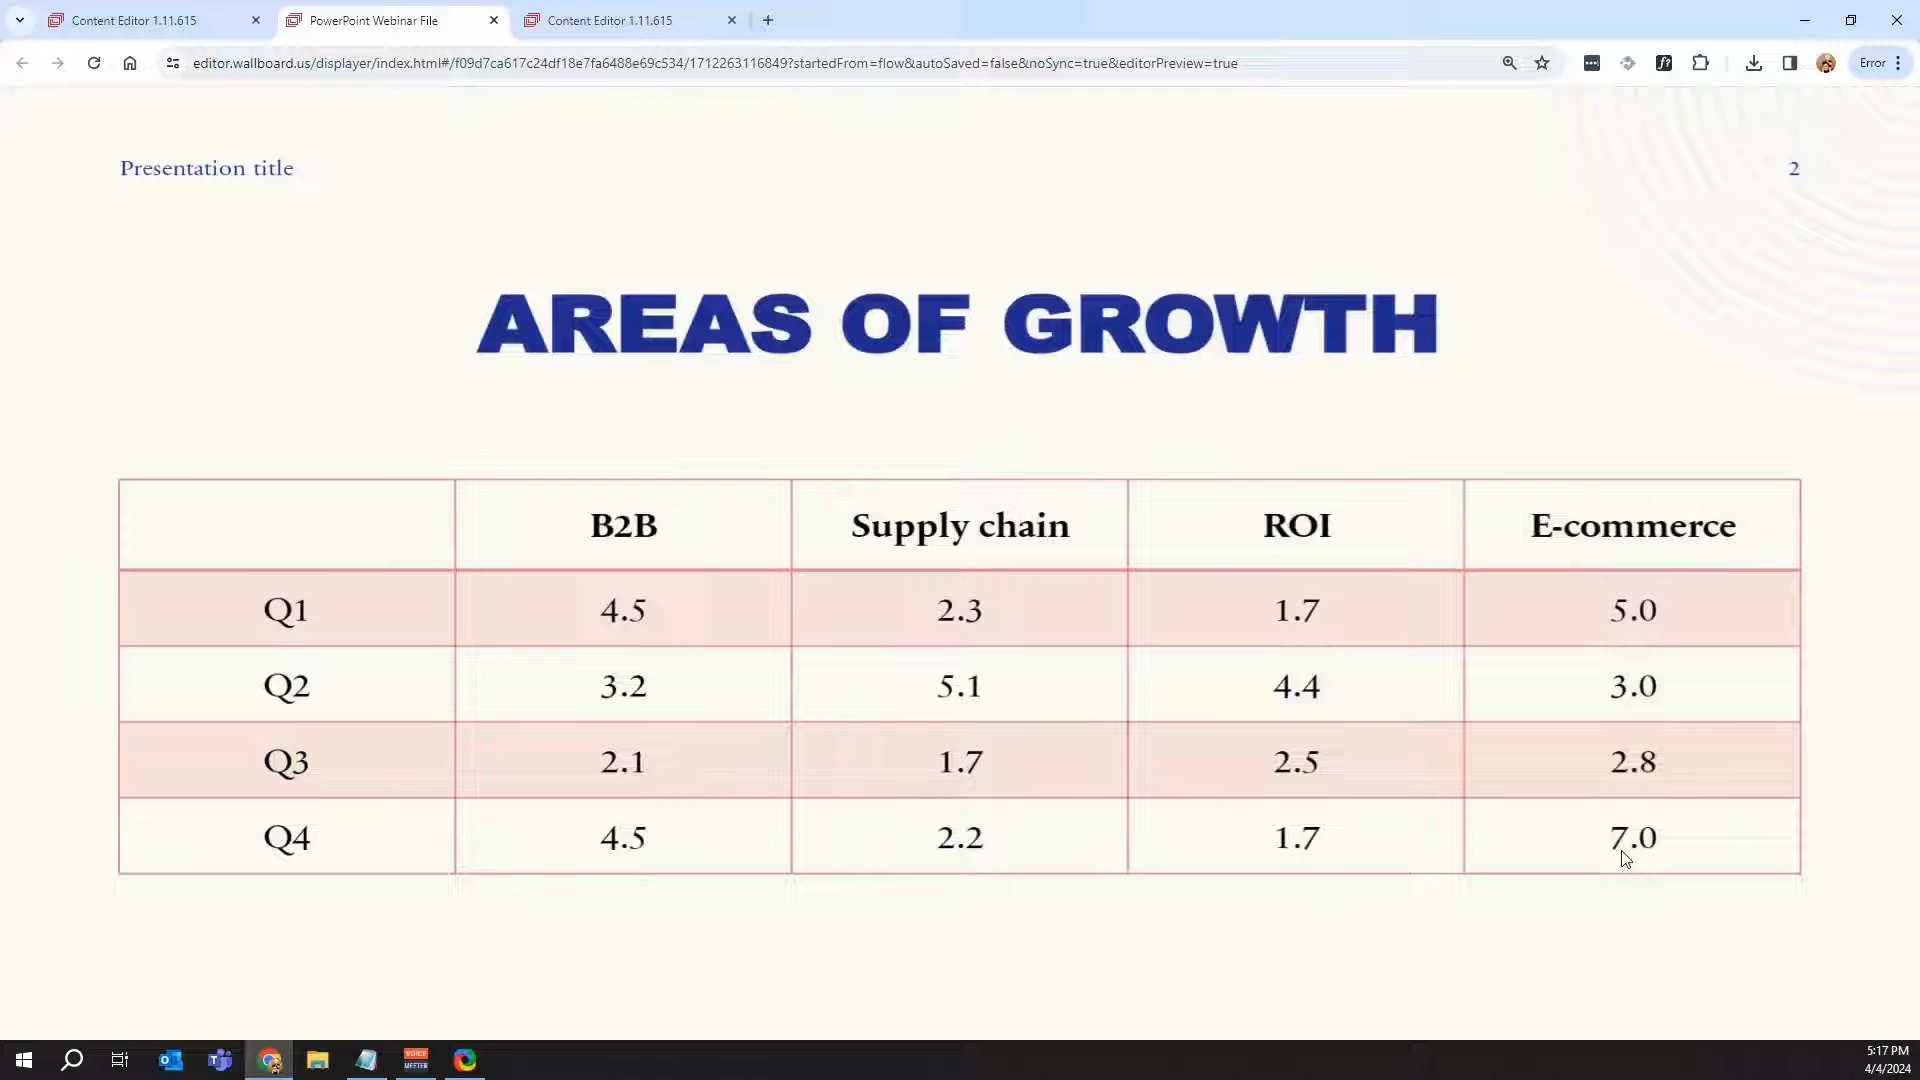 Content Editor 1.11.615
PowerPoint Webinar File
Content Editor 1.11.615
editor.wallboard.us/displayer/index.html#/f09d7ca617c24df18e7fa6488e69c534/1712263116849?startedFrom=flow&autoSaved=false&noSync=true&editorPreview=true
Error
Presentation title
2
AREAS OF GROWTH
B2B Supply chain ROI E-commerce
Q1 4.5 2.3 1.7 5.0
Q2 3.2 5.1 4.4 3.0
Q3 2.1 1.7 2.5 2.8
Q4 4.5 2.2 1.7 7.0
VOICE
MEETER
5:17 PM
4/4/2024